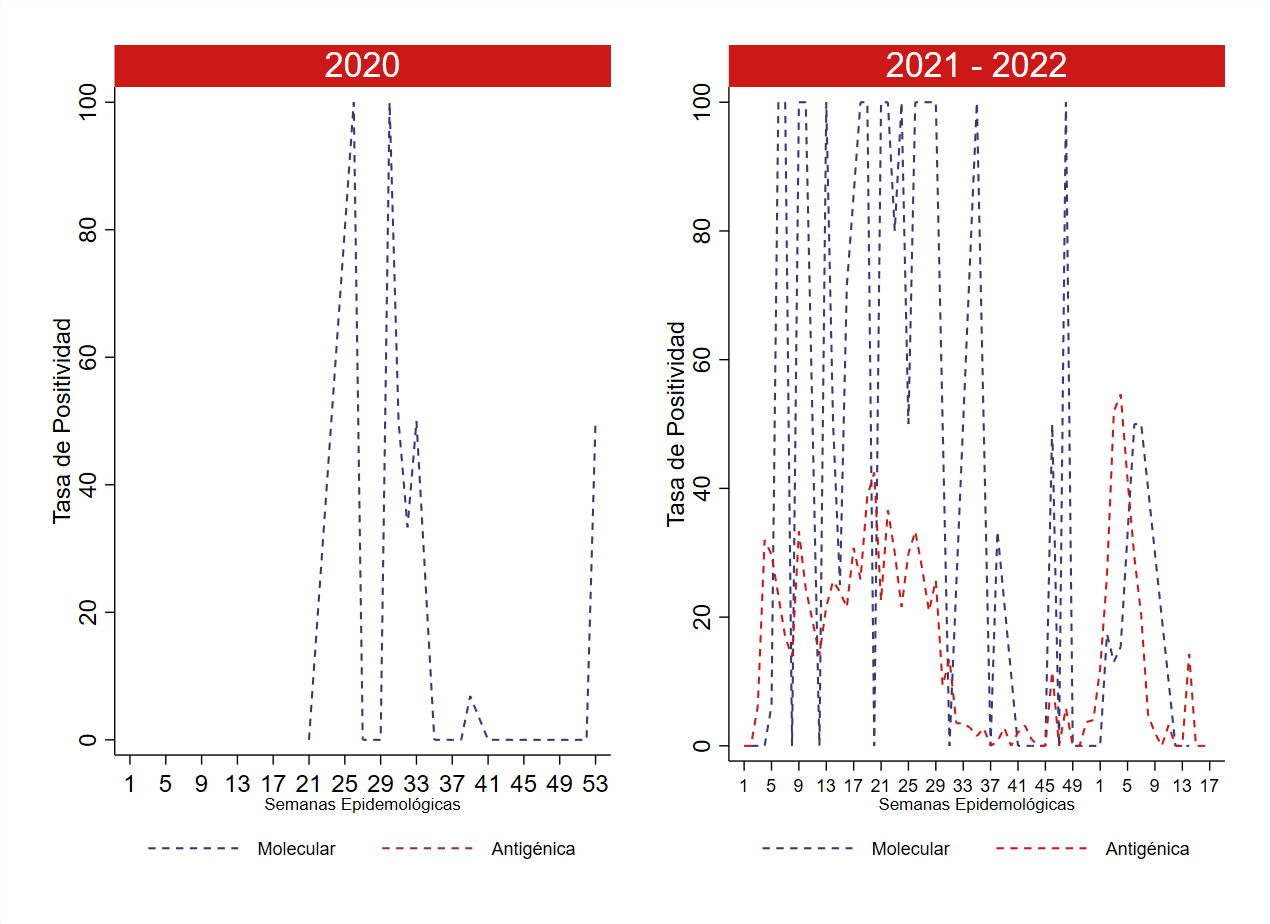 2020
Tasa de Positividad
100
80
60
40
20
0
1 5 9 13 17 21 25 29 33 37 41 45 49 53
Semanas Epidemológicas
Molecular Antigénica
2021 - 2022
Tasa de Positividad
100
80
60
40
20
0
1 5 9 13 17 21 25 29 33 37 41 45 49 1 5 9 13 17
Semanas Epidemológicas
Molecular Antigénica